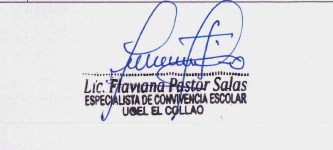 Lic. Flaviana Pastor Salas
ESPECIALISTA DE CONVIVENCIA ESCOLAR
UGEL EL COLLAO